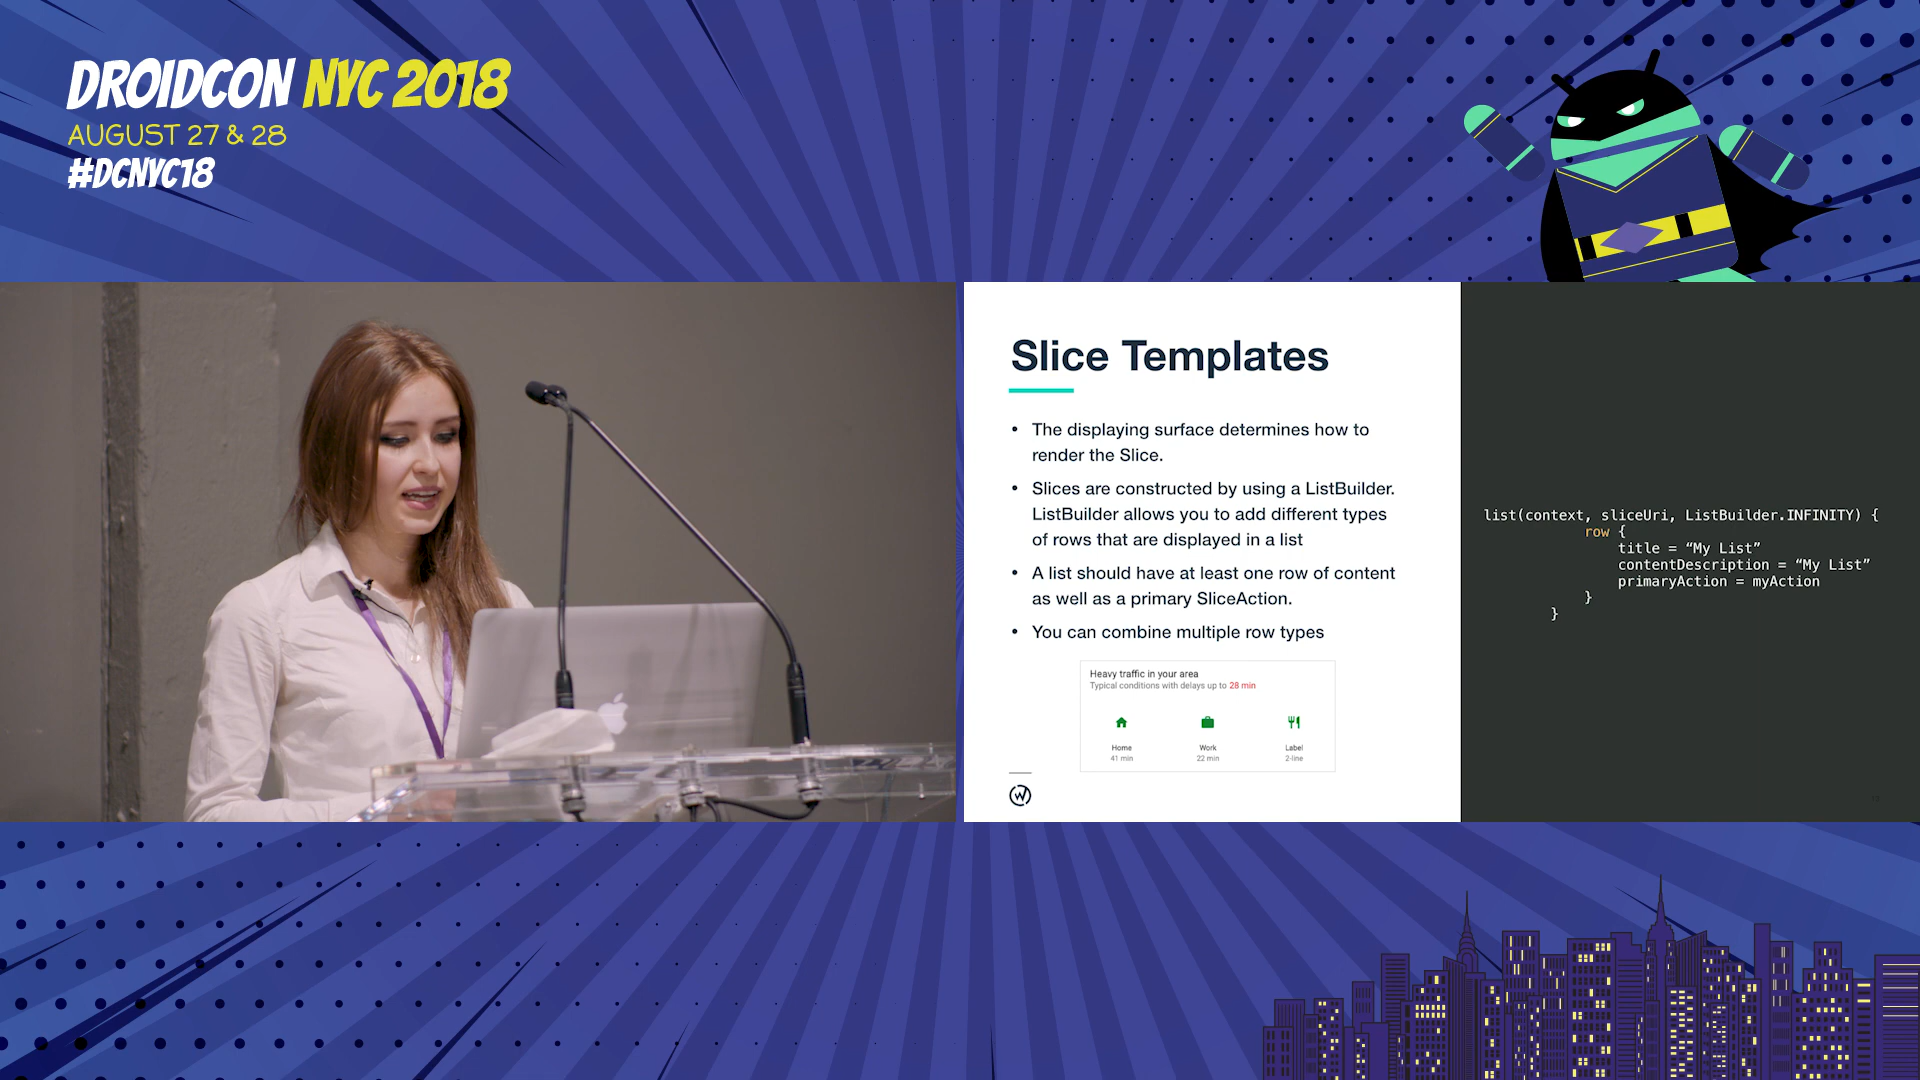 DROIDCON NYC 2018
AUGUST 27 & 28
#DCNYC18
Slice Templates
• The displaying surface determines how to
render the Slice.
• Slices are constructed by using a ListBuilder.
ListBuilder allows you to add different types
of rows that are displayed in a list
• A list should have at least one row of content
as well as a primary SliceAction.
• You can combine multiple row types
Heavy traffic in your area
Typical conditions with delays up to 28 min
Home Work Label
41 min 22 min 2-line
list(context, sliceUri, ListBuilder.INFINITY) {
row {
title = “My List”
contentDescription = “My List”
primaryAction = myAction
}
}